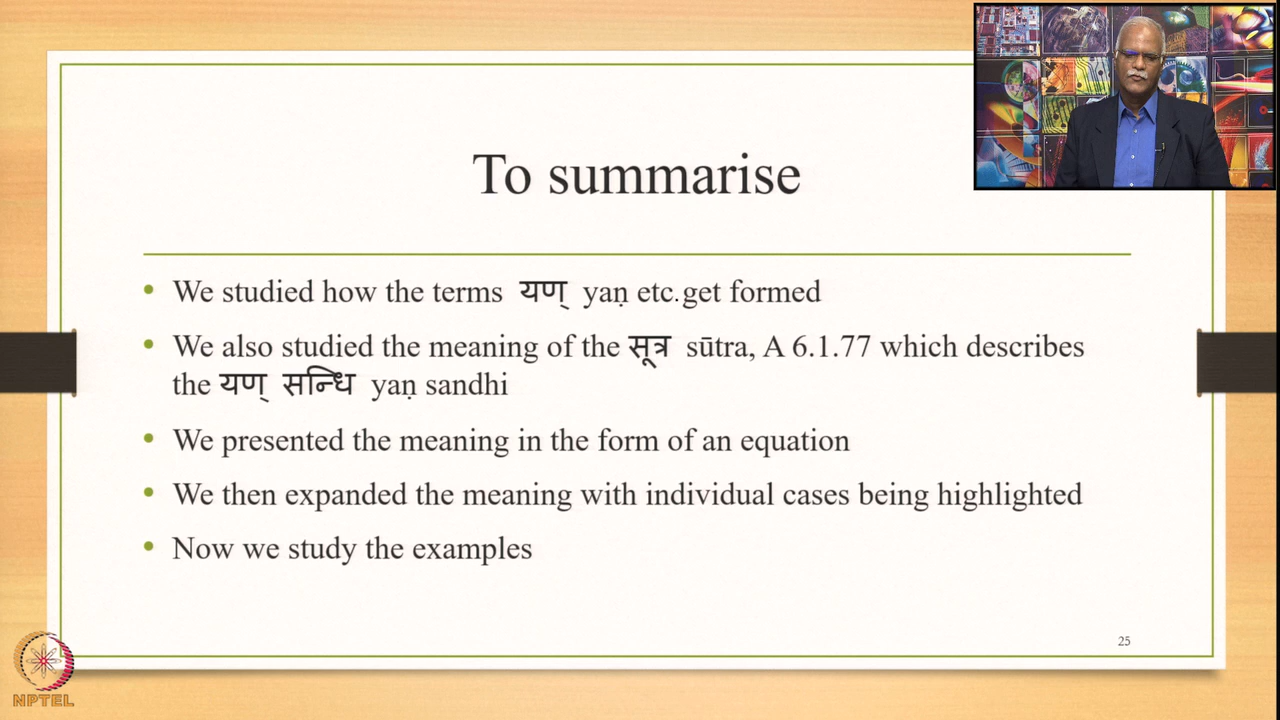 To summarise
• We studied how the terms यण् yaṇ etc. get formed
• We also studied the meaning of the सूत्र sūtra, A 6.1.77 which describes
the यण् सन्धि yaṇ sandhi
• We presented the meaning in the form of an equation
• We then expanded the meaning with individual cases being highlighted
• Now we study the examples
25
NPTEL